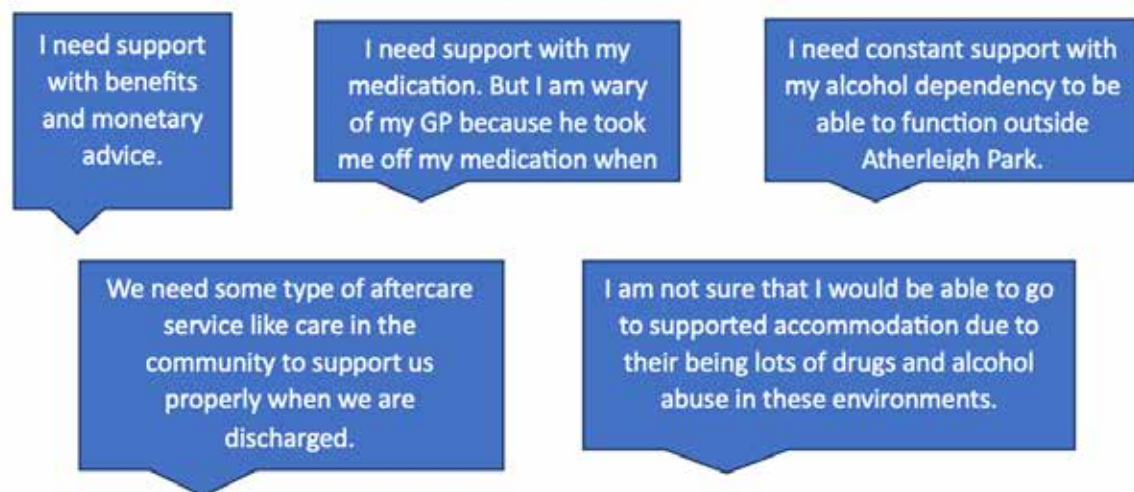 I need support
with benefits
and monetary
advice.
I need support with my
medication. But I am wary
of my GP because he took
me off my medication when
I need constant support with
my alcohol dependency to be
able to function outside
Atherleigh Park.
We need some type of aftercare
service like care in the
community to support us
properly when we are
discharged.
I am not sure that I would be able to go
to supported accommodation due to
their being lots of drugs and alcohol
abuse in these environments.